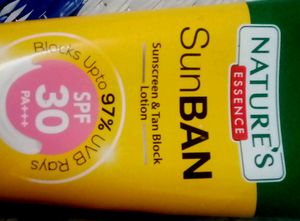 NATURE'S
ESSENCE
SunBAN
Sunscreen & Tan Block
Lotion
Blocks Upto 97% UVB Rays
SPF
30
PA+++